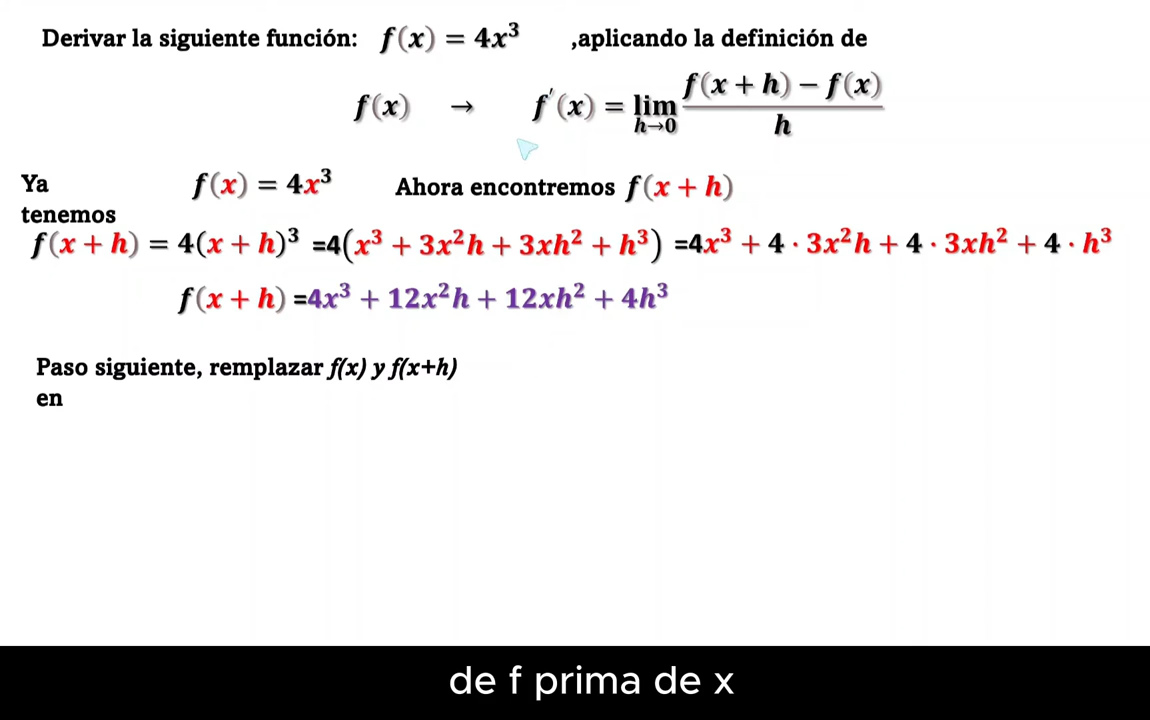 Derivar la siguiente función: f(x) = 4x³ ,aplicando la definición de
f(x) → f′(x) = lim h→0 f(x + h) − f(x) / h
Ya tenemos f(x) = 4x³ Ahora encontremos f(x + h)
f(x + h) = 4(x + h)³ =4(x³ + 3x²h + 3xh² + h³) =4x³ + 4 · 3x²h + 4 · 3xh² + 4 · h³
f(x + h) =4x³ + 12x²h + 12xh² + 4h³
Paso siguiente, remplazar f(x) y f(x+h)
en
de f prima de x